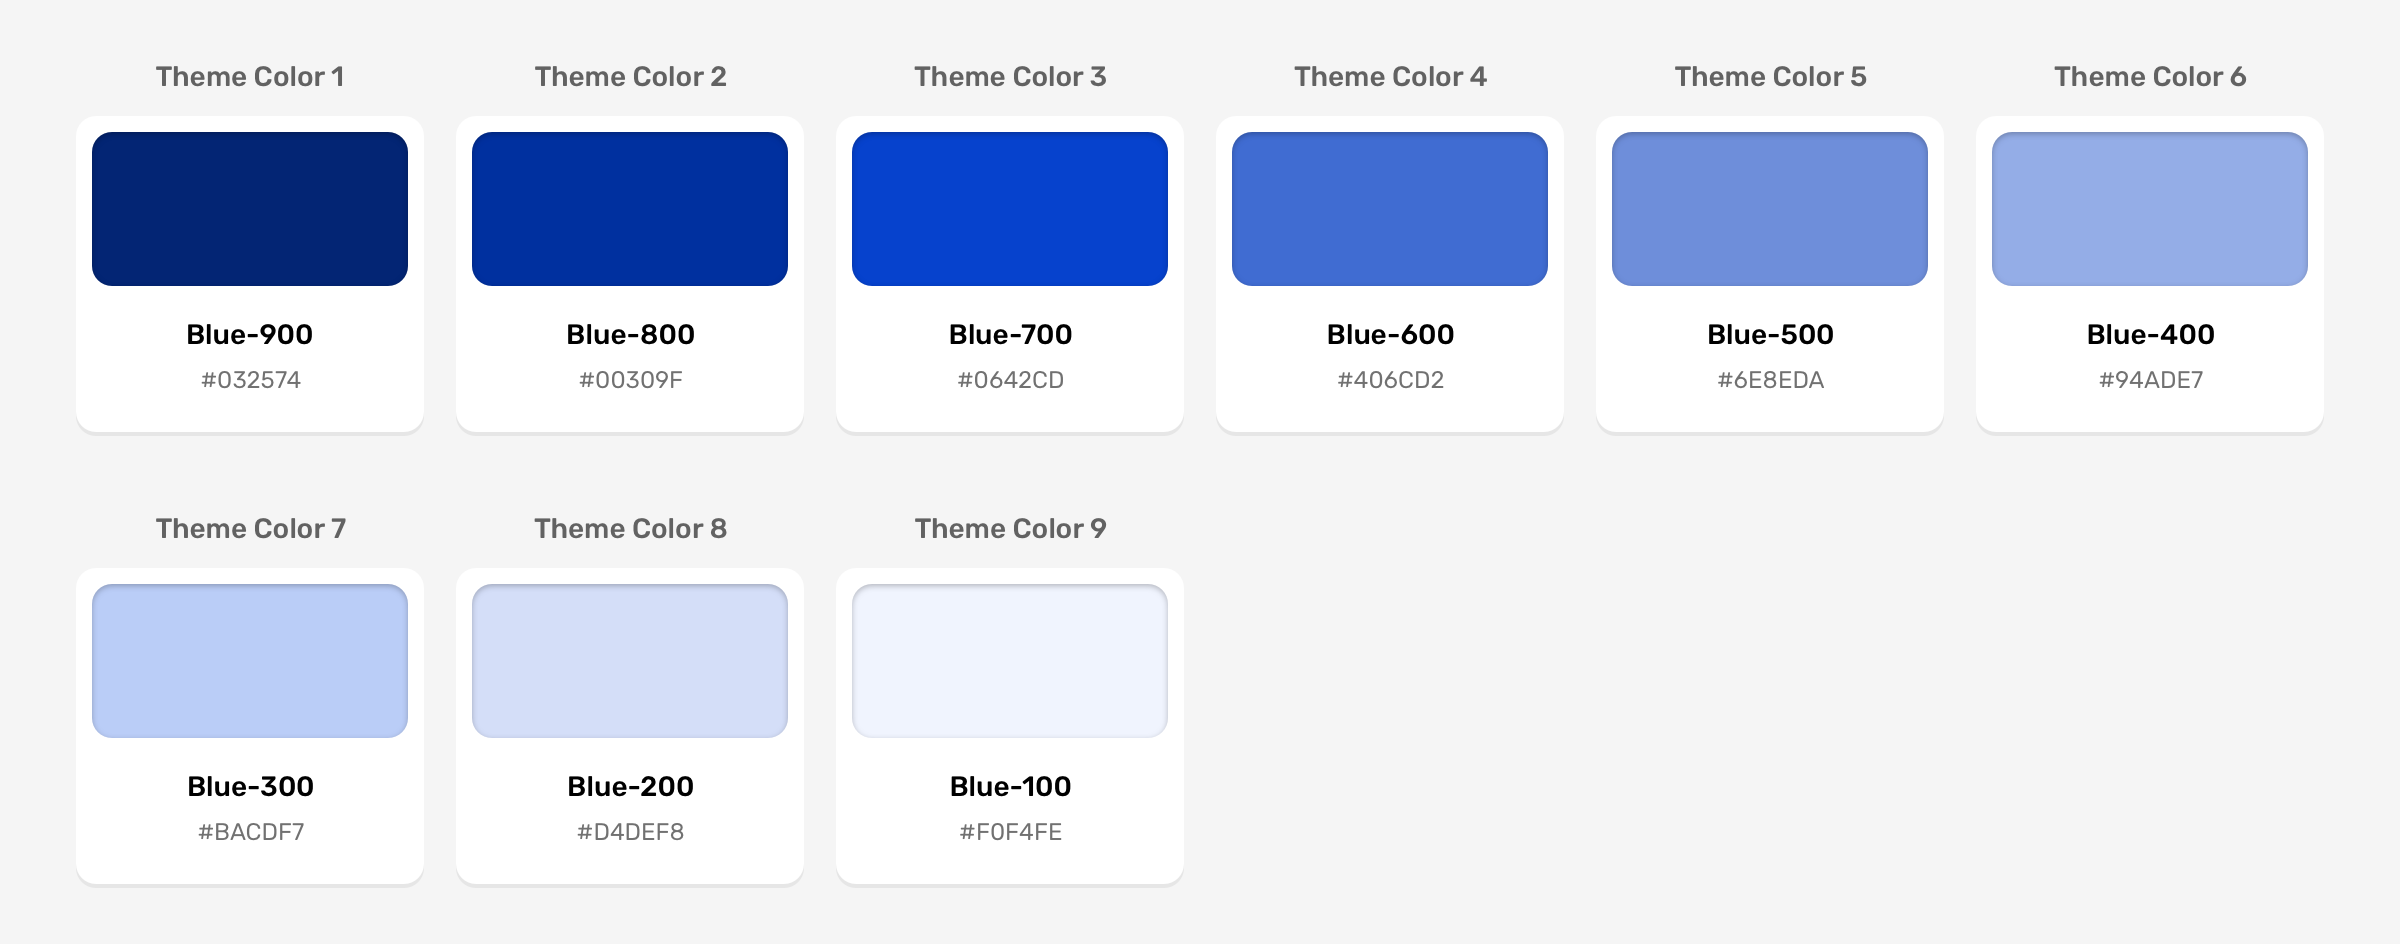 Theme Color 1
Theme Color 2
Theme Color 3
Theme Color 4
Theme Color 5
Theme Color 6
Blue-900
Blue-800
Blue-700
Blue-600
Blue-500
Blue-400
#032574
#00309F
#0642CD
#406CD2
#6E8EDA
#94ADE7
Theme Color 7
Theme Color 8
Theme Color 9
Blue-300
Blue-200
Blue-100
#BACDF7
#D4DEF8
#F0F4FE